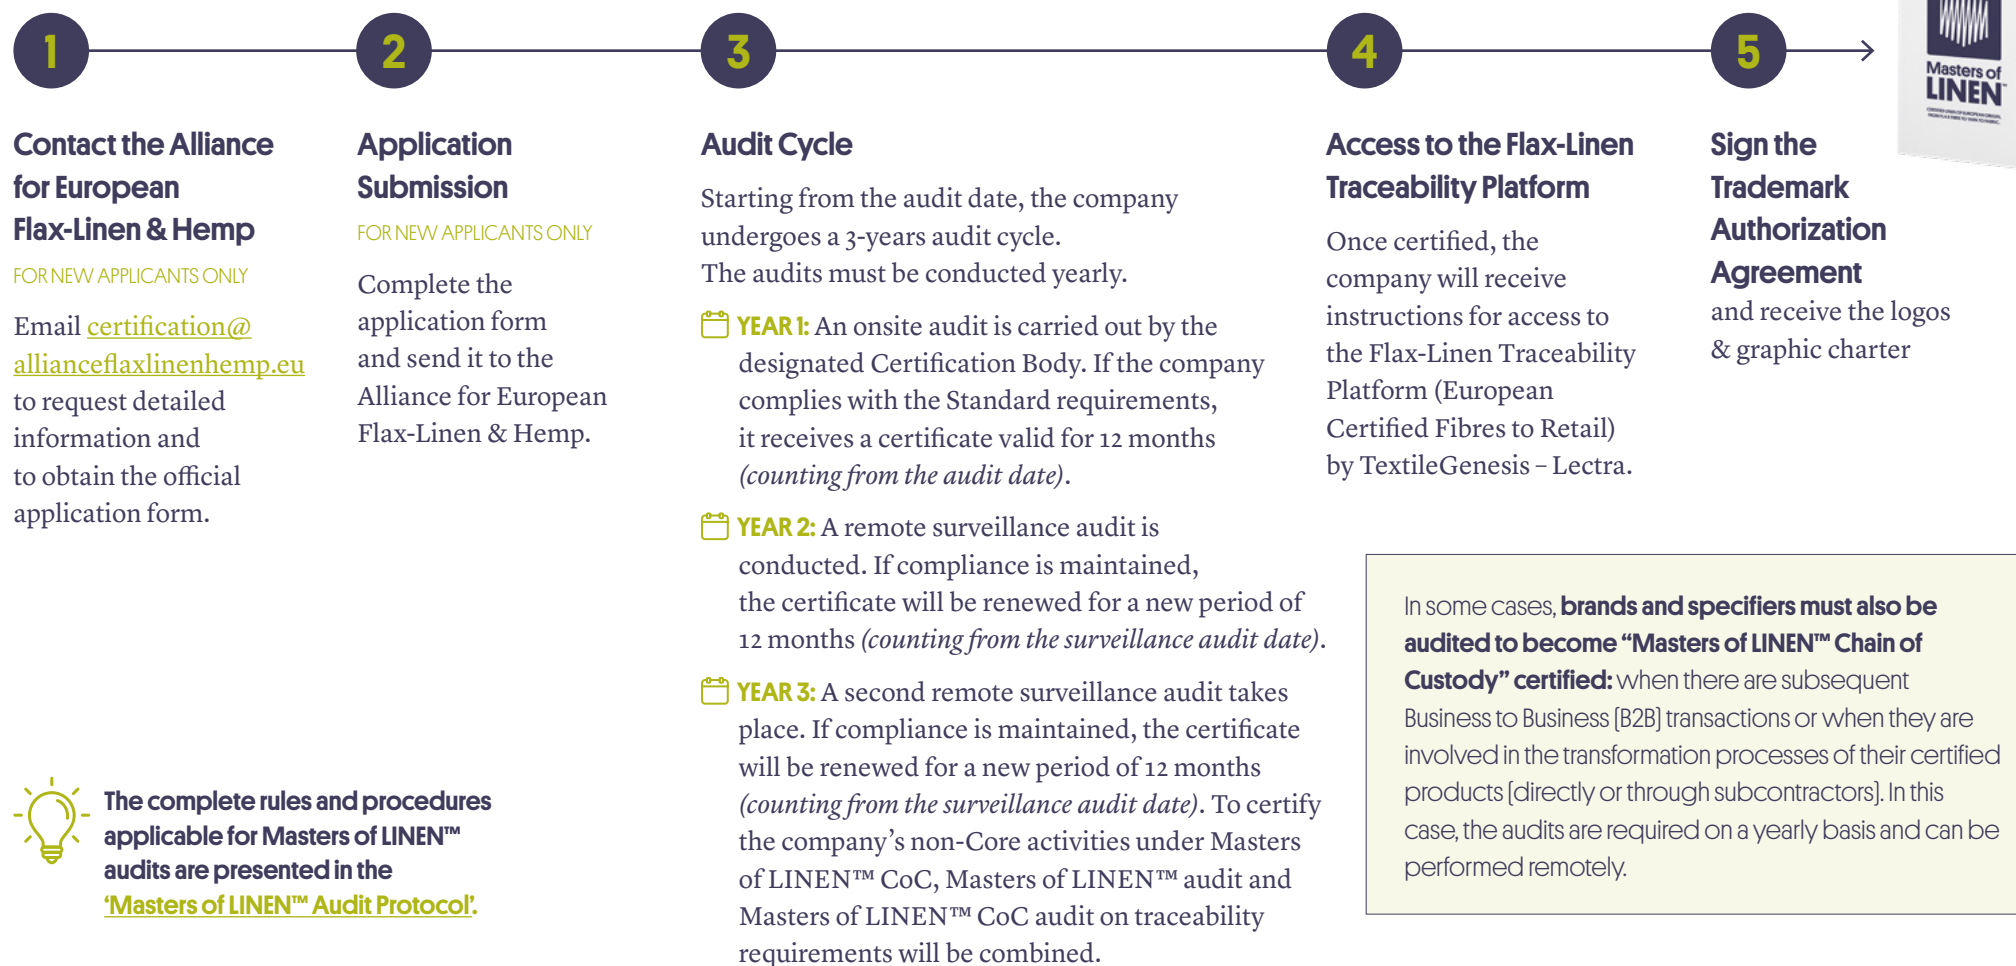 1
2
3
4
5
Masters of
LINEN™
Contact the Alliance
for European
Flax-Linen & Hemp
FOR NEW APPLICANTS ONLY
Email certification@
allianceflaxlinenhemp.eu
to request detailed
information and
to obtain the official
application form.
Application
Submission
FOR NEW APPLICANTS ONLY
Complete the
application form
and send it to the
Alliance for European
Flax-Linen & Hemp.
Audit Cycle
Starting from the audit date, the company
undergoes a 3-years audit cycle.
The audits must be conducted yearly.
YEAR 1: An onsite audit is carried out by the
designated Certification Body. If the company
complies with the Standard requirements,
it receives a certificate valid for 12 months
(counting from the audit date).
YEAR 2: A remote surveillance audit is
conducted. If compliance is maintained,
the certificate will be renewed for a new period of
12 months (counting from the surveillance audit date).
YEAR 3: A second remote surveillance audit takes
place. If compliance is maintained, the certificate
will be renewed for a new period of 12 months
(counting from the surveillance audit date). To certify
the company's non-Core activities under Masters
of LINEN™ CoC, Masters of LINEN™ audit and
Masters of LINEN™ CoC audit on traceability
requirements will be combined.
Access to the Flax-Linen
Traceability Platform
Once certified, the
company will receive
instructions for access to
the Flax-Linen Traceability
Platform (European
Certified Fibres to Retail)
by TextileGenesis – Lectra.
Sign the
Trademark
Authorization
Agreement
and receive the logos
& graphic charter
In some cases, brands and specifiers must also be
audited to become “Masters of LINEN™ Chain of
Custody” certified: when there are subsequent
Business to Business (B2B) transactions or when they are
involved in the transformation processes of their certified
products (directly or through subcontractors). In this
case, the audits are required on a yearly basis and can be
performed remotely.
The complete rules and procedures
applicable for Masters of LINEN™
audits are presented in the
‘Masters of LINEN™ Audit Protocol’.